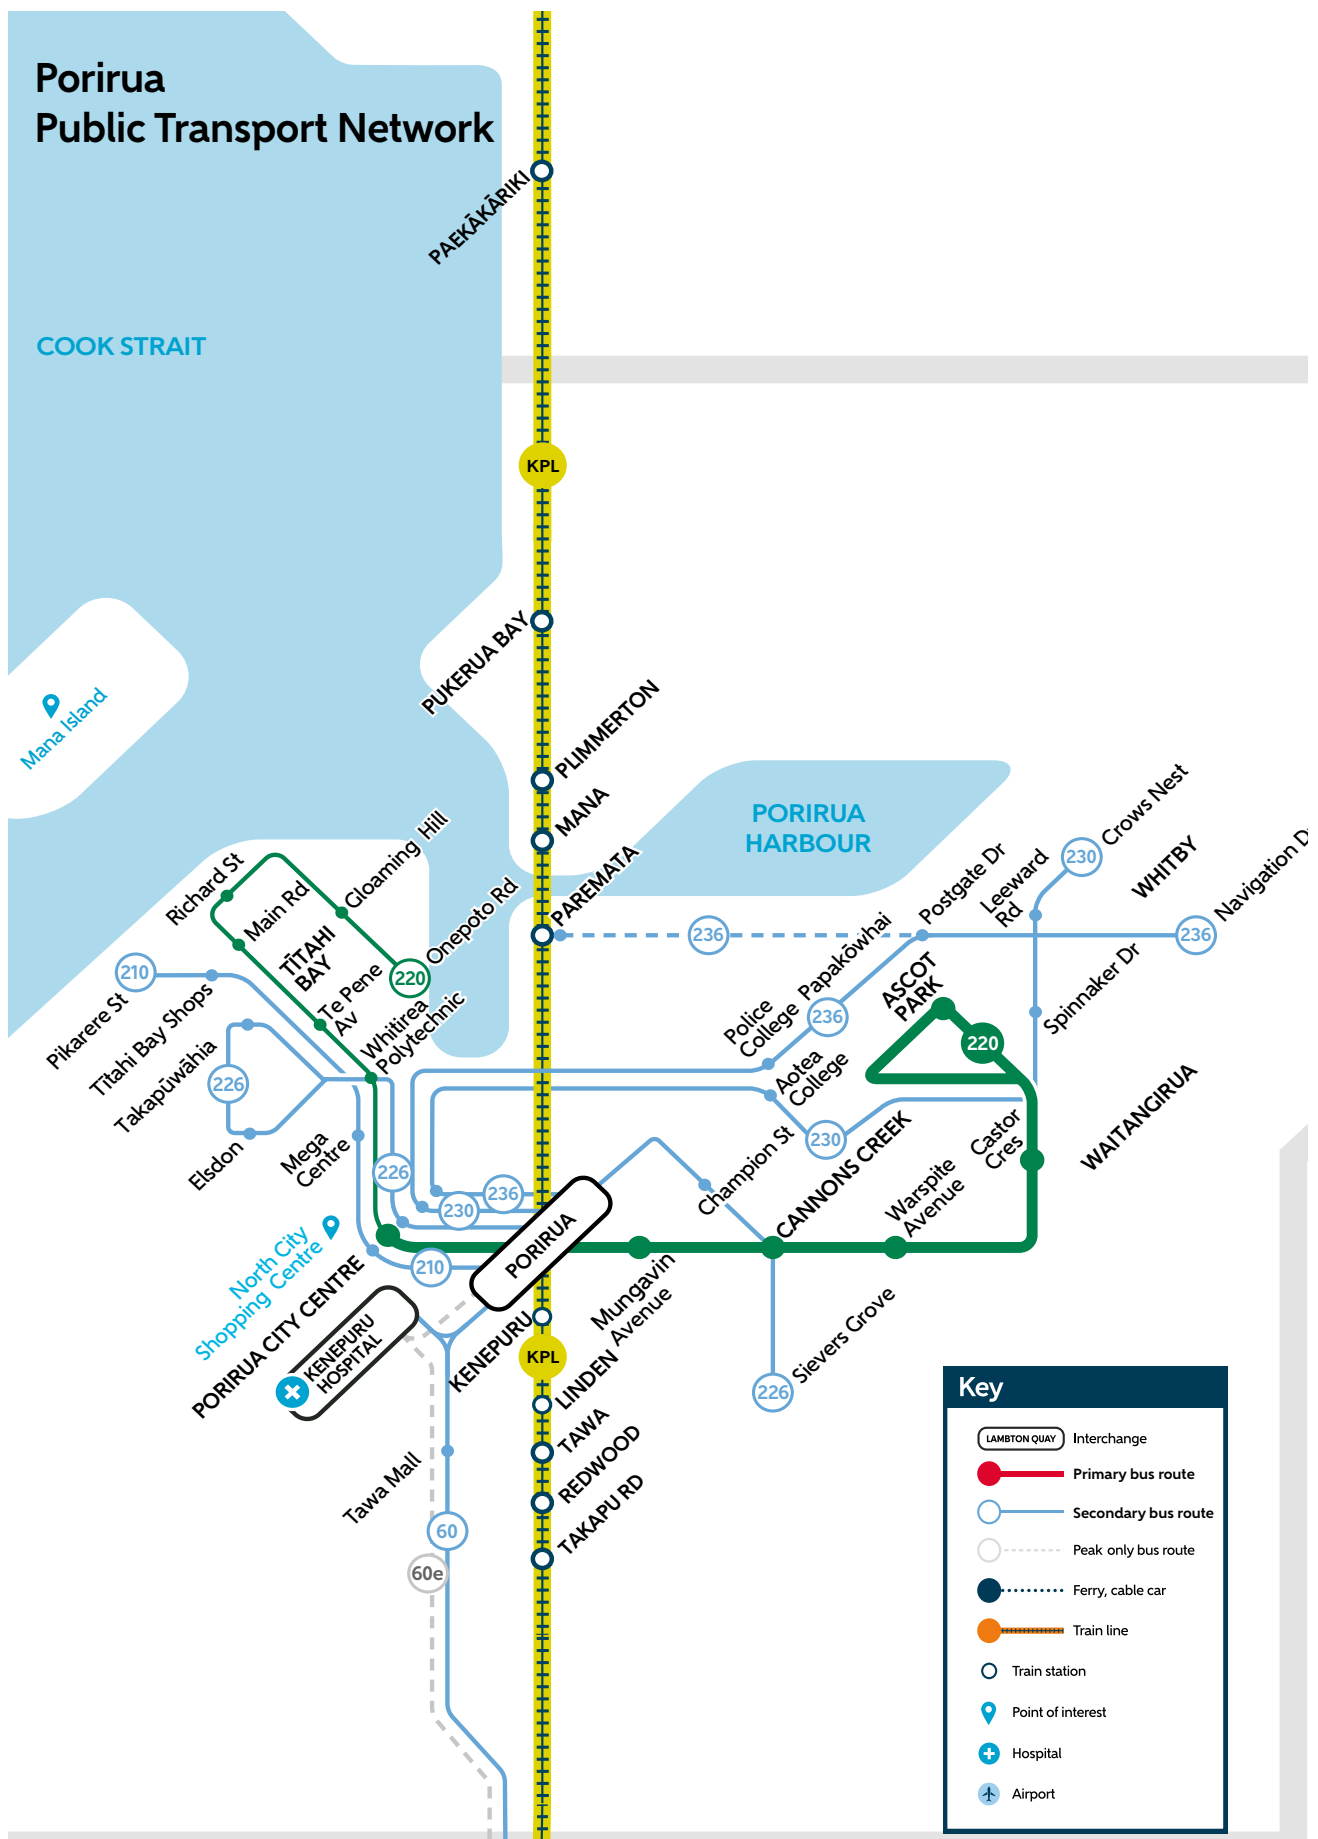 Porirua
Public Transport Network
PAEKĀKĀRIKI
COOK STRAIT
KPL
PUKERUA BAY
Mana Island
PLIMMERTON
MANA
PORIRUA
HARBOUR
PAREMATA
Crows Nest
230
WHITBY
Leeward
Rd
Postgate Dr
Navigation D
236
236
Papakōwhai
236
Police
College
Aotea
College
230
ASCOT
PARK
220
Spinnaker Dr
WAITANGIRUA
Castor
Cres
Richard St
Main Rd
Gloaming Hill
Onepoto Rd
TĪTAHI
BAY
220
Te Pene
Av
Whitirea
Polytechnic
210
Pikarere St
Tītahi Bay Shops
Takapūwāhia
226
Elsdon
Mega
Centre
226
236
230
210
Champion St
CANNONS CREEK
Warspite
Avenue
PORIRUA
North City
Shopping Centre
PORIRUA CITY CENTRE
KENEPURU
HOSPITAL
KENEPURU
KPL
Mungavin
Avenue
Sievers Grove
226
LINDEN
TAWA
REDWOOD
TAKAPU RD
Tawa Mall
60
60e
Key
LAMBTON QUAY
Interchange
Primary bus route
Secondary bus route
Peak only bus route
Ferry, cable car
Train line
Train station
Point of interest
Hospital
Airport